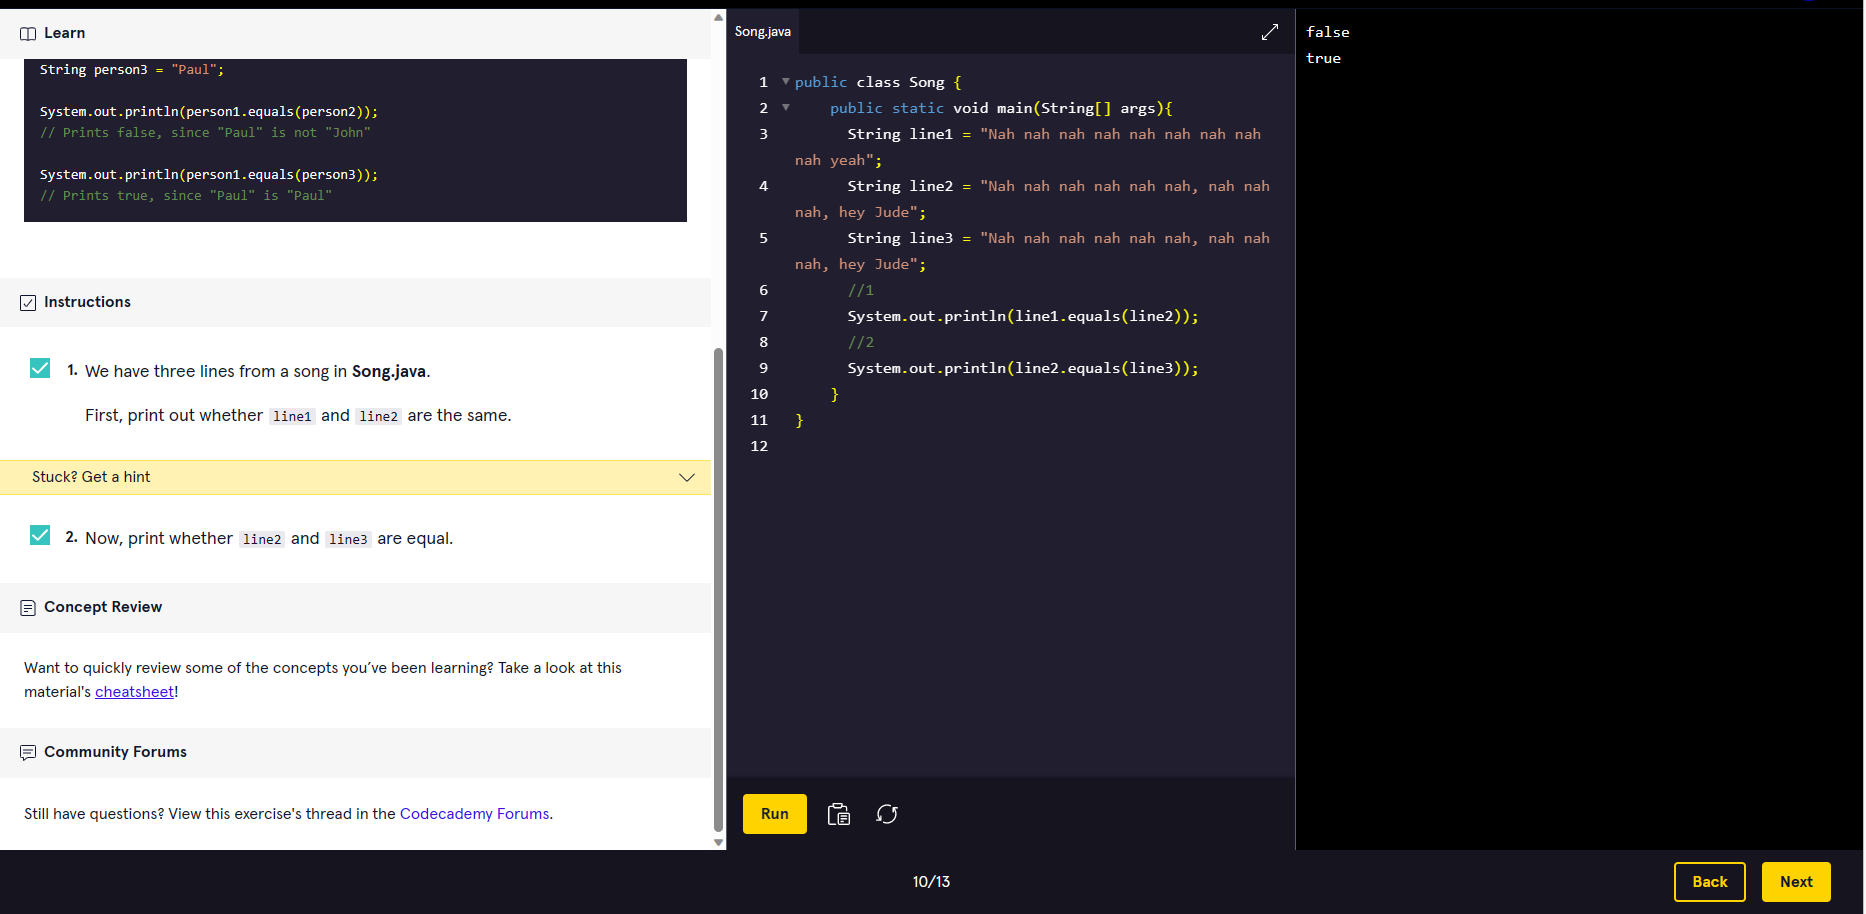 Learn
String person3 = "Paul";
System.out.println(person1.equals(person2));
// Prints false, since "Paul" is not "John"
System.out.println(person1.equals(person3));
// Prints true, since "Paul" is "Paul"
Instructions
1. We have three lines from a song in Song.java.
First, print out whether line1 and line2 are the same.
Stuck? Get a hint
2. Now, print whether line2 and line3 are equal.
Concept Review
Want to quickly review some of the concepts you’ve been learning? Take a look at this
material's cheatsheet!
Community Forums
Still have questions? View this exercise's thread in the Codecademy Forums.
Song.java
1 public class Song {
2 public static void main(String[] args){
3 String line1 = "Nah nah nah nah nah nah nah nah
nah yeah";
4 String line2 = "Nah nah nah nah nah nah, nah nah
nah, hey Jude";
5 String line3 = "Nah nah nah nah nah nah, nah nah
nah, hey Jude";
6 //1
7 System.out.println(line1.equals(line2));
8 //2
9 System.out.println(line2.equals(line3));
10 }
11 }
12
Run
false
true
10/13
Back
Next